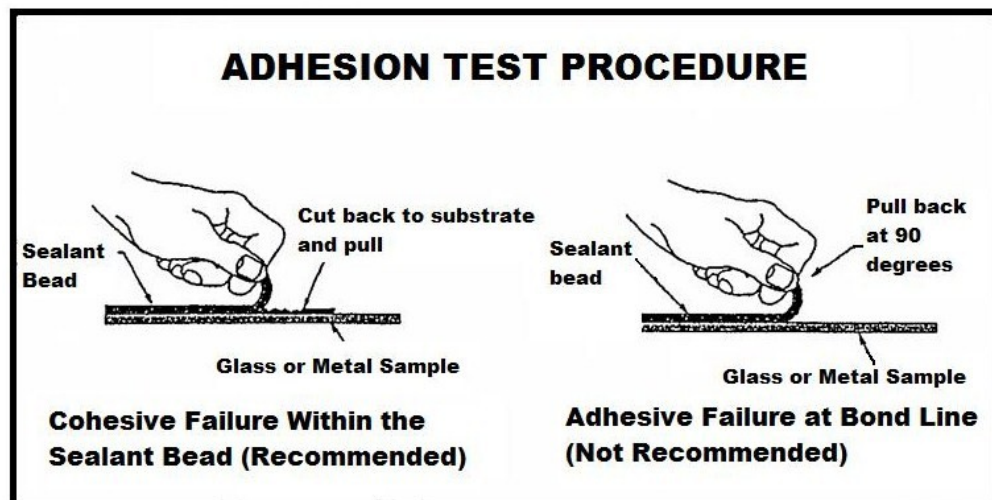 ADHESION TEST PROCEDURE
Cut back to substrate
and pull
Sealant
Bead
Glass or Metal Sample
Cohesive Failure Within the
Sealant Bead (Recommended)
Pull back
at 90
degrees
Sealant
bead
Glass or Metal Sample
Adhesive Failure at Bond Line
(Not Recommended)